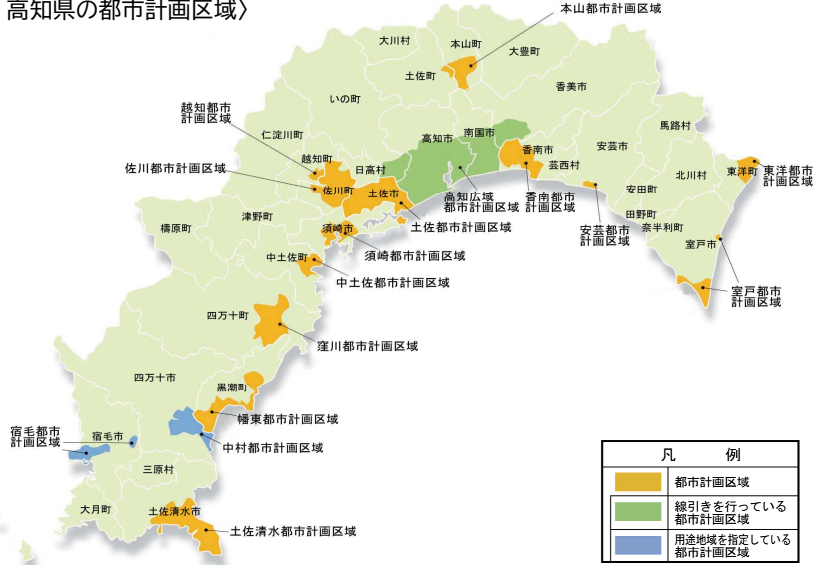 高知県の都市計画区域〉
本山都市計画区域
大川村
本山町
大豊町
土佐町
香美市
いの町
越知都市
計画区域
仁淀川町
高知市
南国市
馬路村
越知町
日高村
香南市
安芸市
芸西村
佐川都市計画区域
北川村
東洋町
東洋都市
計画区域
佐川町
土佐市
高知広域
都市計画区域
香南都市
計画区域
安田町
田野町
奈半利町
津野町
檮原町
須崎市
土佐都市計画区域
安芸都市
計画区域
室戸市
中土佐町
須崎都市計画区域
中土佐都市計画区域
室戸都市
計画区域
四万十町
窪川都市計画区域
四万十市
黒潮町
幡東都市計画区域
宿毛都市
計画区域
宿毛市
中村都市計画区域
三原村
大月町
土佐清水市
土佐清水都市計画区域
凡 例
都市計画区域
線引きを行っている
都市計画区域
用途地域を指定している
都市計画区域